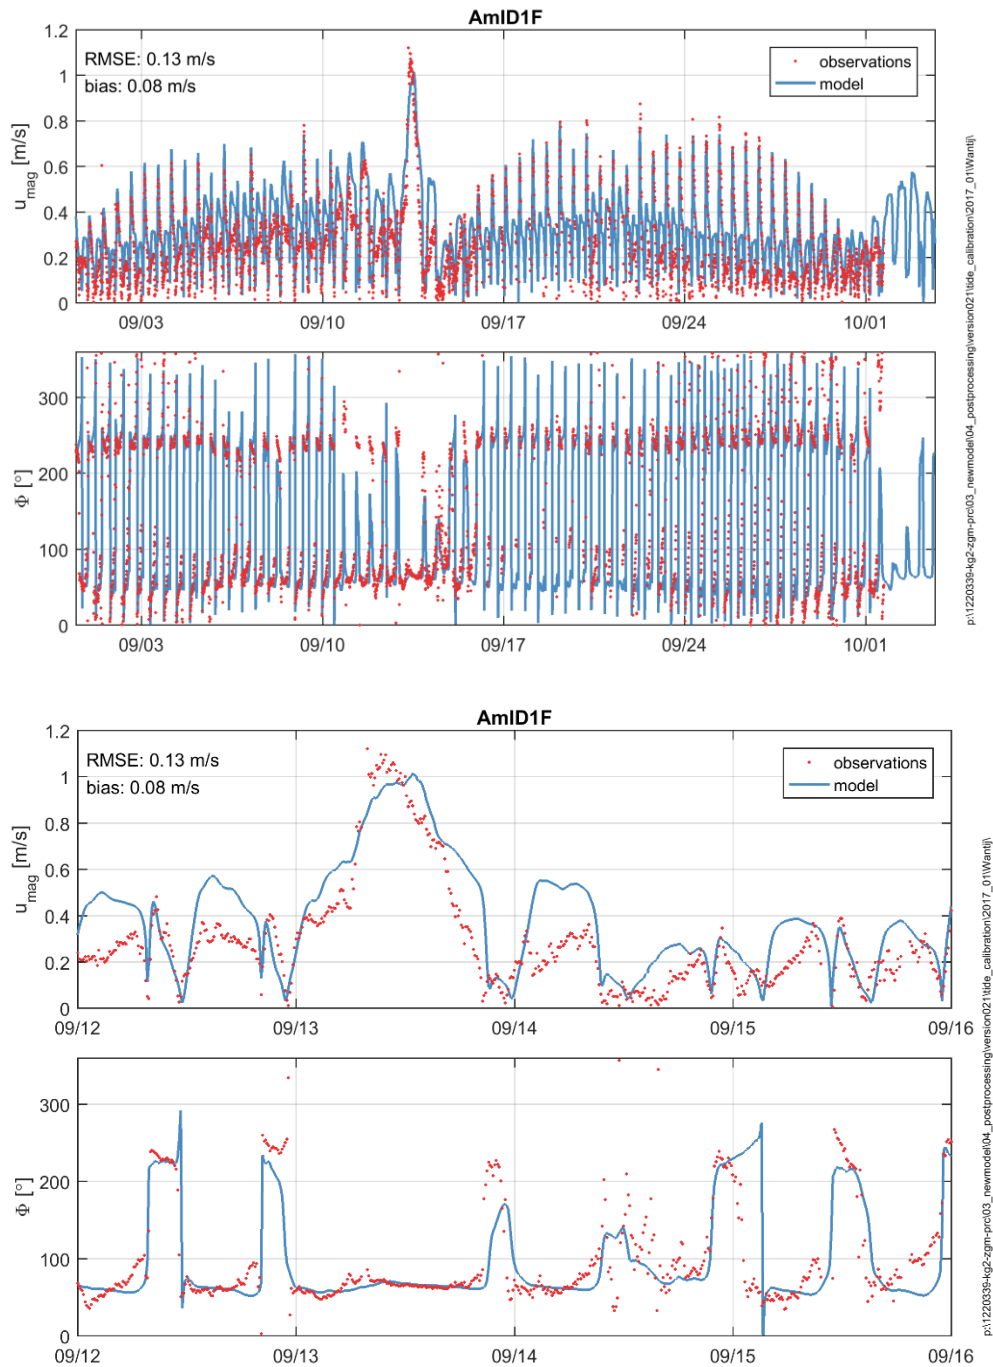 AmID1F
1.2
1
0.8
0.6
0.4
0.2
0
u_mag [m/s]
RMSE: 0.13 m/s
bias: 0.08 m/s
observations
model
09/03 09/10 09/17 09/24 10/01
300
200
100
0
Φ [°]
09/03 09/10 09/17 09/24 10/01
p:\1220339-kg2-zgm-prc\03_newmodel\04_postprocessing\version021\tide_calibration\2017_01\Wantij\
AmID1F
1.2
1
0.8
0.6
0.4
0.2
0
u_mag [m/s]
RMSE: 0.13 m/s
bias: 0.08 m/s
observations
model
09/12 09/13 09/14 09/15 09/16
300
200
100
0
Φ [°]
09/12 09/13 09/14 09/15 09/16
p:\1220339-kg2-zgm-prc\03_newmodel\04_postprocessing\version021\tide_calibration\2017_01\Wantij\